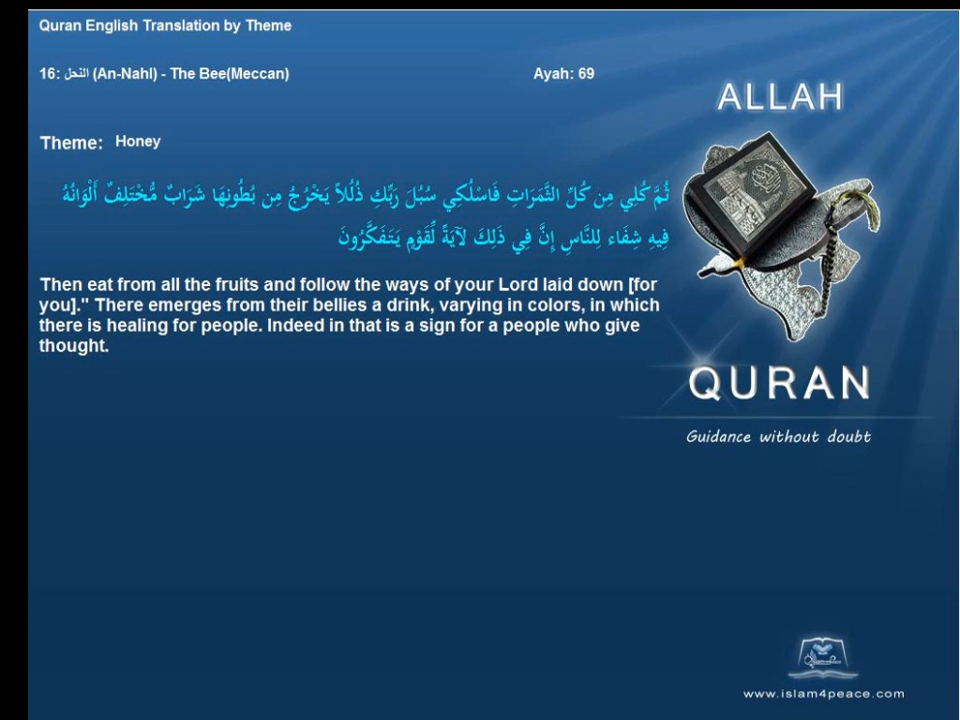 Quran English Translation by Theme
16: النحل (An-Nahl) - The Bee(Meccan) Ayah: 69
ALLAH
Theme: Honey
ثُمَّ كُلِي مِن كُلِّ الثَّمَرَاتِ فَاسْلُكِي سُبُلَ رَبِّكِ ذُلُلاً يَخْرُجُ مِن بُطُونِهَا شَرَابٌ مُّخْتَلِفٌ أَلْوَانُهُ
فِيهِ شِفَاء لِلنَّاسِ إِنَّ فِي ذَلِكَ لآيَةً لِّقَوْمٍ يَتَفَكَّرُونَ
Then eat from all the fruits and follow the ways of your Lord laid down [for
you]." There emerges from their bellies a drink, varying in colors, in which
there is healing for people. Indeed in that is a sign for a people who give
thought.
QURAN
Guidance without doubt
www.islam4peace.com